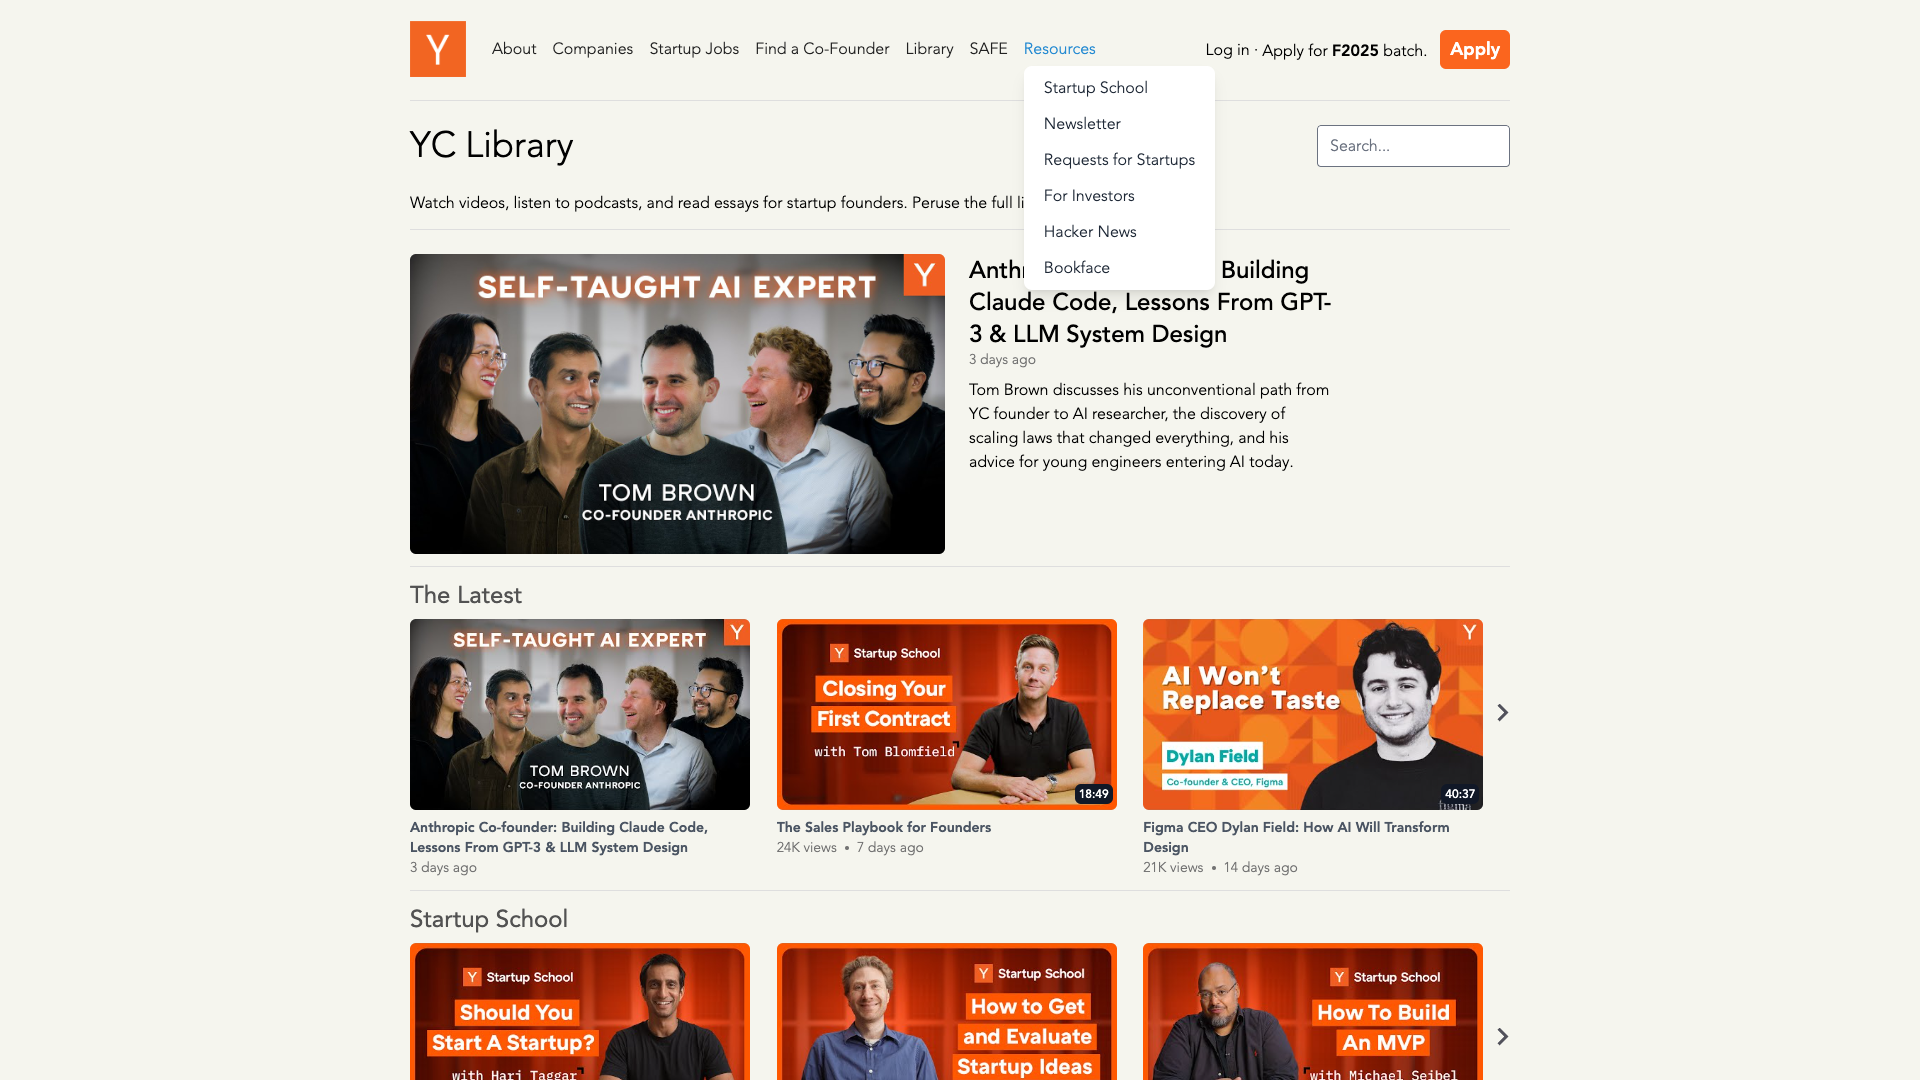 Y
About Companies Startup Jobs Find a Co-Founder Library SAFE Resources
Log in · Apply for F2025 batch.
Apply
Startup School
Newsletter
Requests for Startups
For Investors
Hacker News
Bookface
YC Library
Search...
Watch videos, listen to podcasts, and read essays for startup founders. Peruse the full
SELF-TAUGHT AI EXPERT
Y
TOM BROWN
CO-FOUNDER ANTHROPIC
Building
Claude Code, Lessons From GPT-
3 & LLM System Design
3 days ago
Tom Brown discusses his unconventional path from
YC founder to AI researcher, the discovery of
scaling laws that changed everything, and his
advice for young engineers entering AI today.
The Latest
SELF-TAUGHT AI EXPERT
Y
TOM BROWN
CO-FOUNDER ANTHROPIC
Anthropic Co-founder: Building Claude Code,
Lessons From GPT-3 & LLM System Design
3 days ago
Y Startup School
Closing Your
First Contract
with Tom Blomfield
18:49
The Sales Playbook for Founders
24K views • 7 days ago
Y
AI Won't
Replace Taste
Dylan Field
Co-founder & CEO, Figma
40:37
Figma CEO Dylan Field: How AI Will Transform
Design
21K views • 14 days ago
Startup School
Y Startup School
Should You
Start A Startup?
with Harj Taggar
Y Startup School
How to Get
and Evaluate
Startup Ideas
Y Startup School
How To Build
An MVP
with Michael Seibel